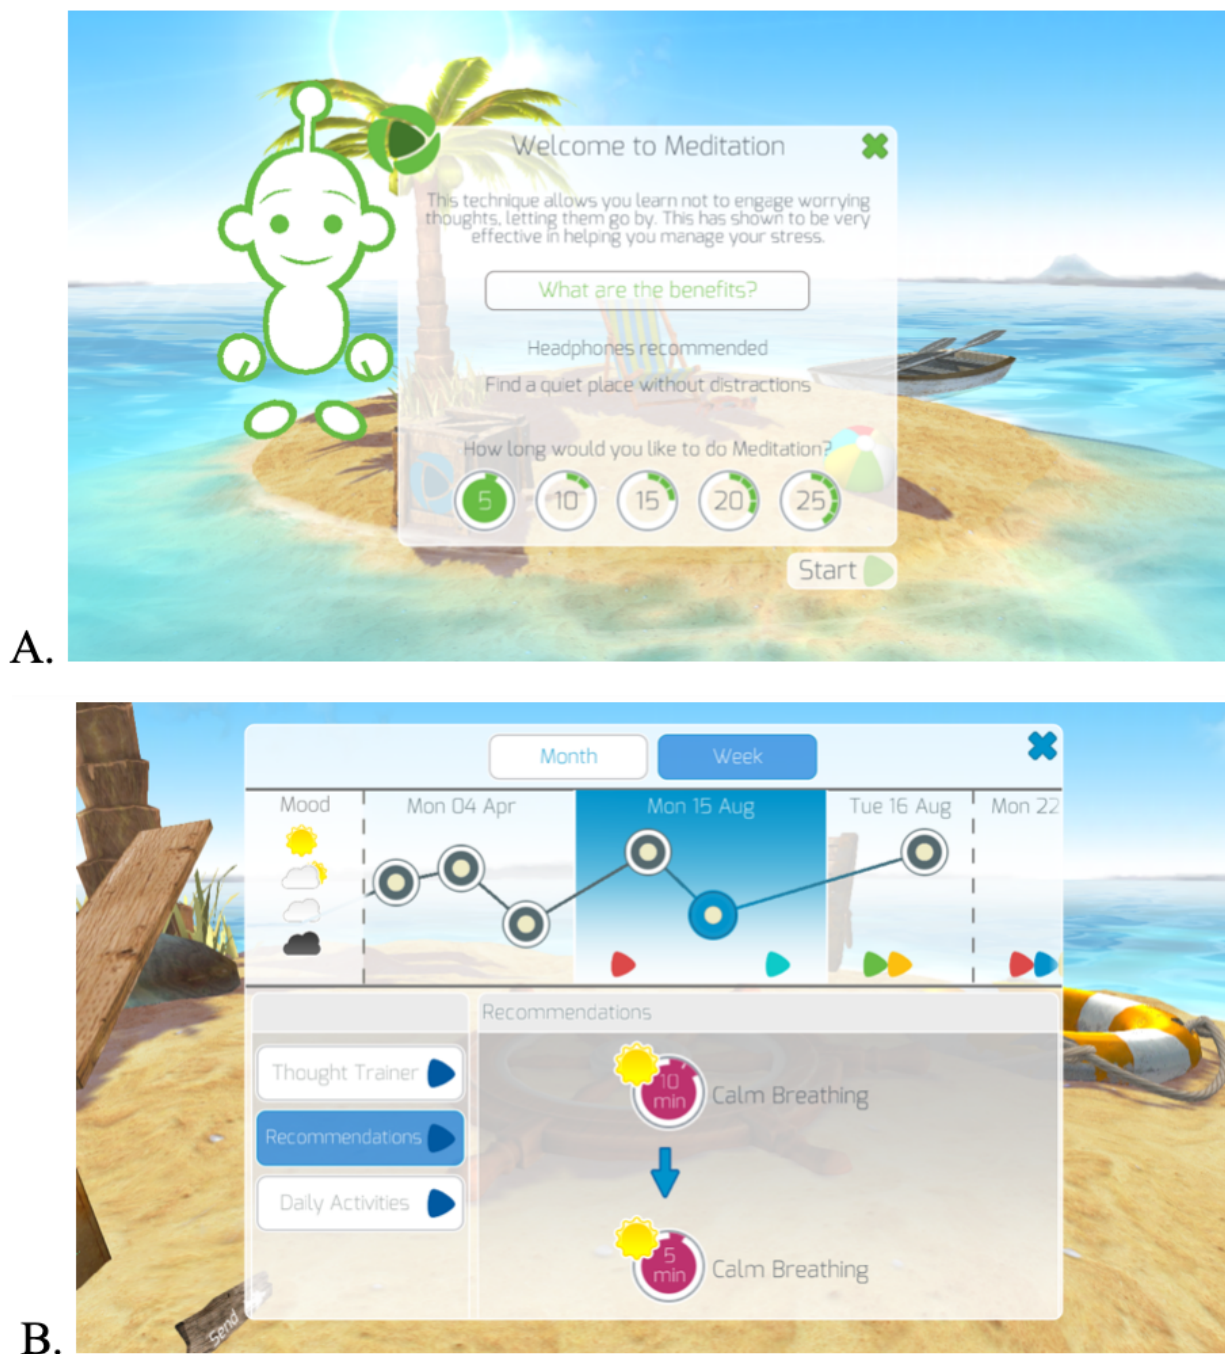 Welcome to Meditation
This technique allows you learn not to engage worrying
thoughts, letting them go by. This has shown to be very
effective in helping you manage your stress.
What are the benefits?
Headphones recommended
Find a quiet place without distractions
How long would you like to do Meditation?
5 10 15 20 25
Start
A.
Month Week
Mood Mon 04 Apr Mon 15 Aug Tue 16 Aug Mon 22
Recommendations
Thought Trainer
10
min
Calm Breathing
Recommendations
Daily Activities
5
min
Calm Breathing
Send
B.